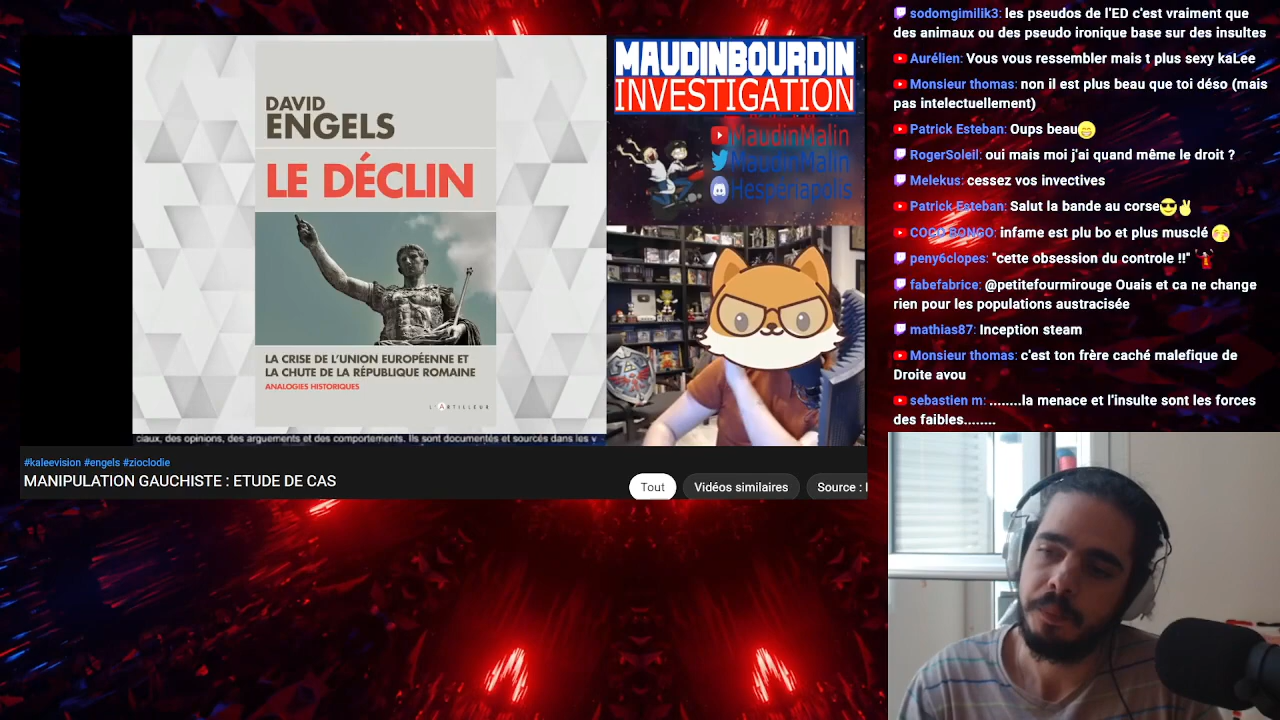 DAVID
ENGELS
LE DÉCLIN
LA CRISE DE L'UNION EUROPÉENNE ET
LA CHUTE DE LA RÉPUBLIQUE ROMAINE
ANALOGIES HISTORIQUES
L'ARTILLEUR
ciaux, des opinions, des arguements et des comportements. Ils sont documentés et sourcés dans les v
MAUDINBOURDIN
INVESTIGATION
MaudinMalin
MaudinMalin
Hespériapolis
#kaleevision #engels #zioclodie
MANIPULATION GAUCHISTE : ETUDE DE CAS
Tout
Vidéos similaires
Source :
sodomgimilik3: les pseudos de l'ED c'est vraiment que
des animaux ou des pseudo ironique base sur des insultes
Aurélien: Vous vous ressembler mais t plus sexy kaLee
Monsieur thomas: non il est plus beau que toi déso (mais
pas intelectuellement)
Patrick Esteban: Oups beau😁
RogerSoleil: oui mais moi j'ai quand même le droit ?
Melekus: cessez vos invectives
Patrick Esteban: Salut la bande au corse😎✌
COCO BONGO: infame est plu bo et plus musclé 😚
peny6clopes: "cette obsession du controle !!"
fabefabrice: @petitefourmirouge Ouais et ca ne change
rien pour les populations austracisée
mathias87: Inception steam
Monsieur thomas: c'est ton frère caché malefique de
Droite avou
sebastien m: ........la menace et l'insulte sont les forces
des faibles........